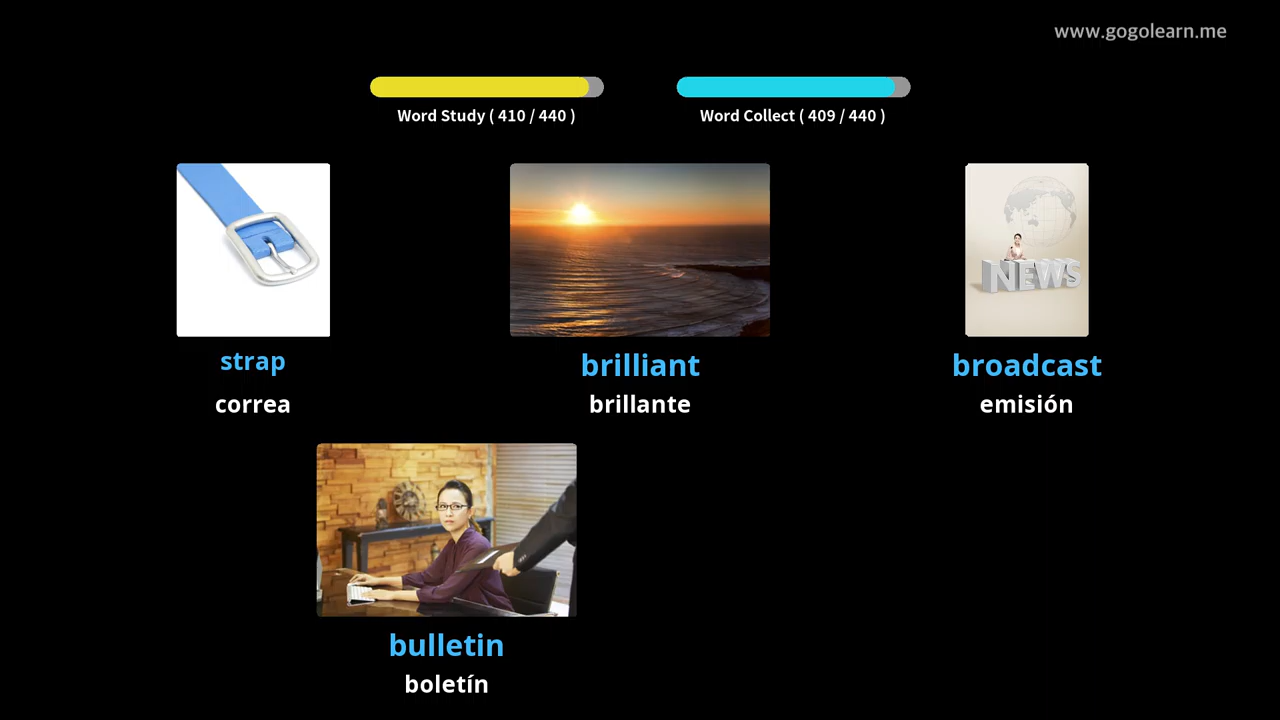 www.gogolearn.me
Word Study ( 410 / 440 )
Word Collect ( 409 / 440 )
NEWS
strap
brilliant
broadcast
correa
brillante
emisión
bulletin
boletín